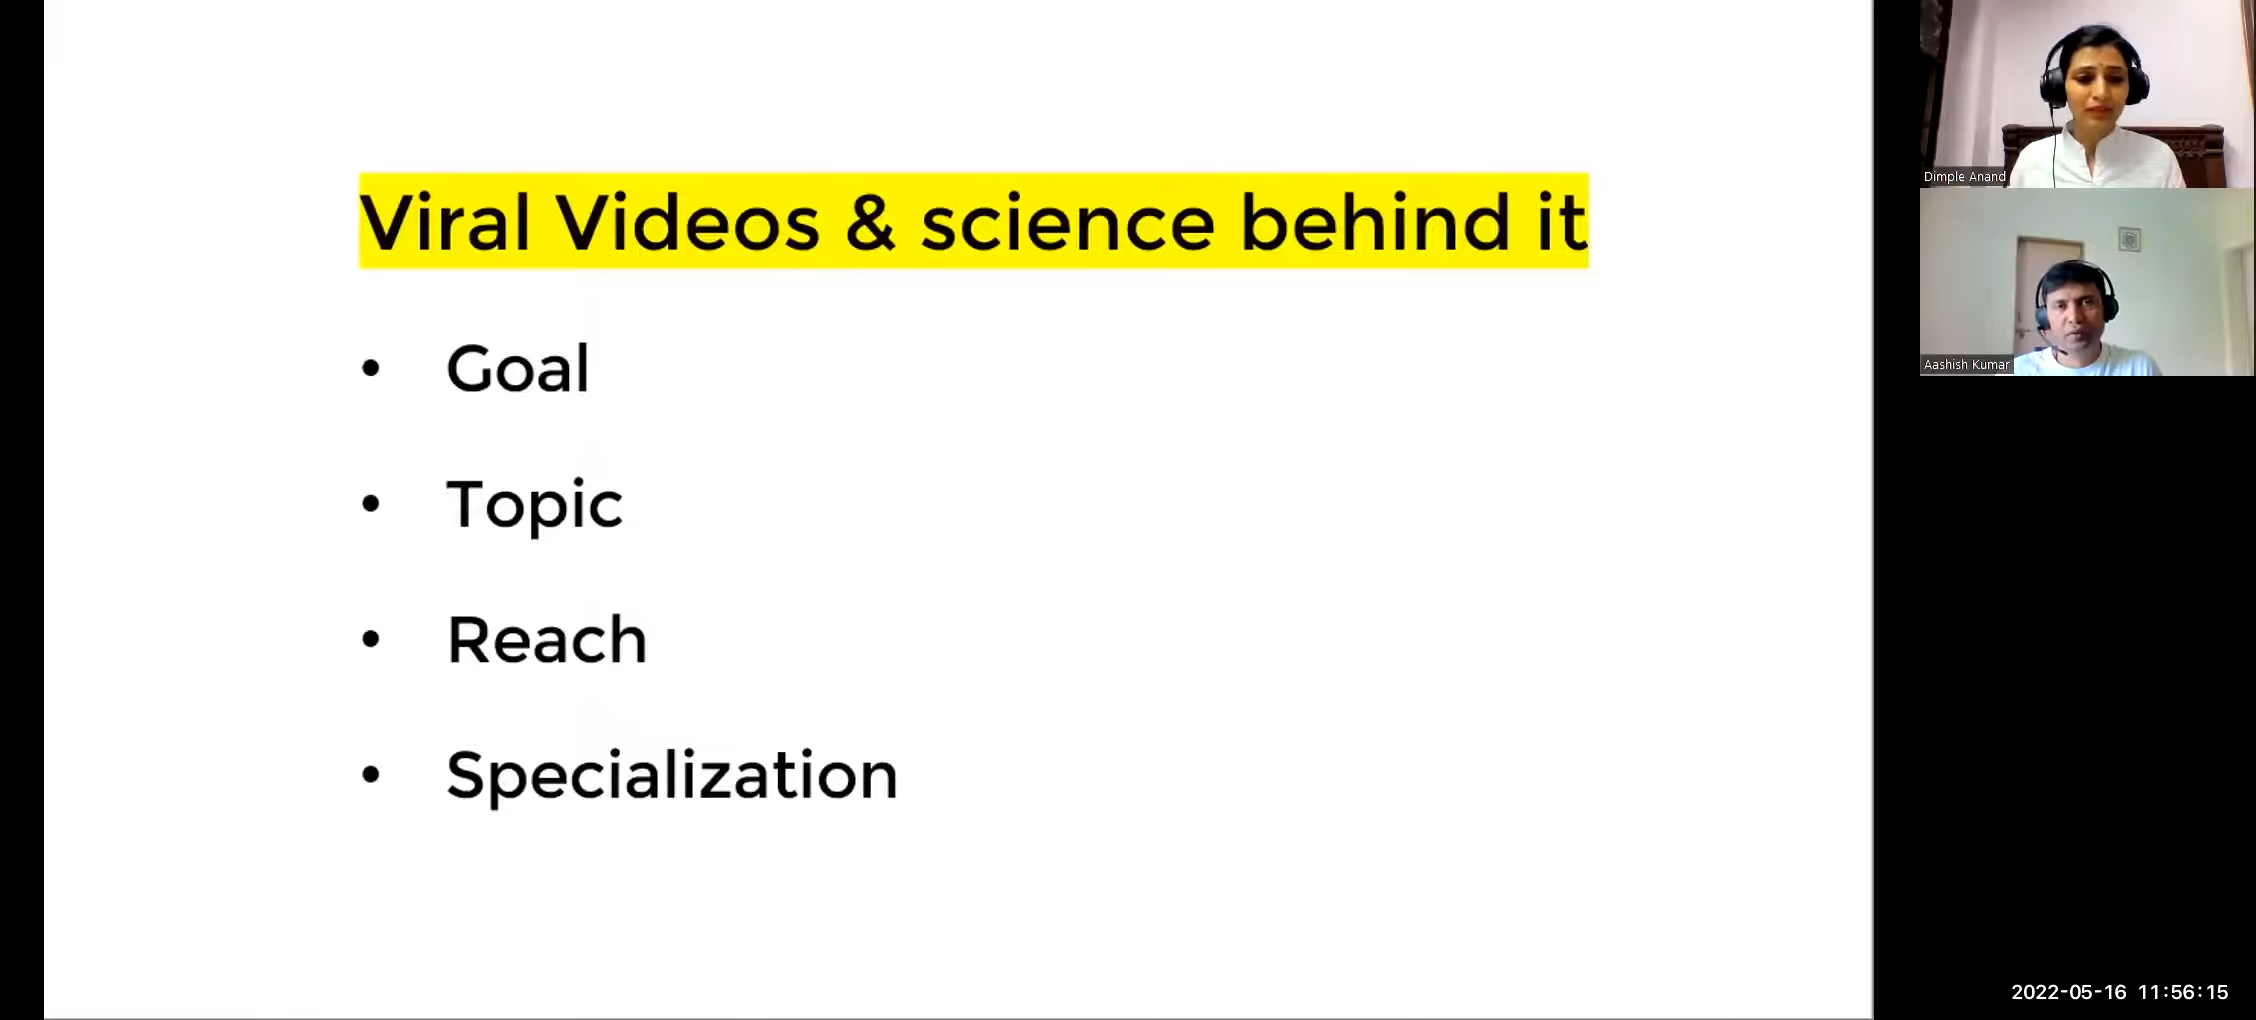 Viral Videos & science behind it
• Goal
• Topic
• Reach
• Specialization
Dimple Anand
Aashish Kumar
2022-05-16 11:56:15